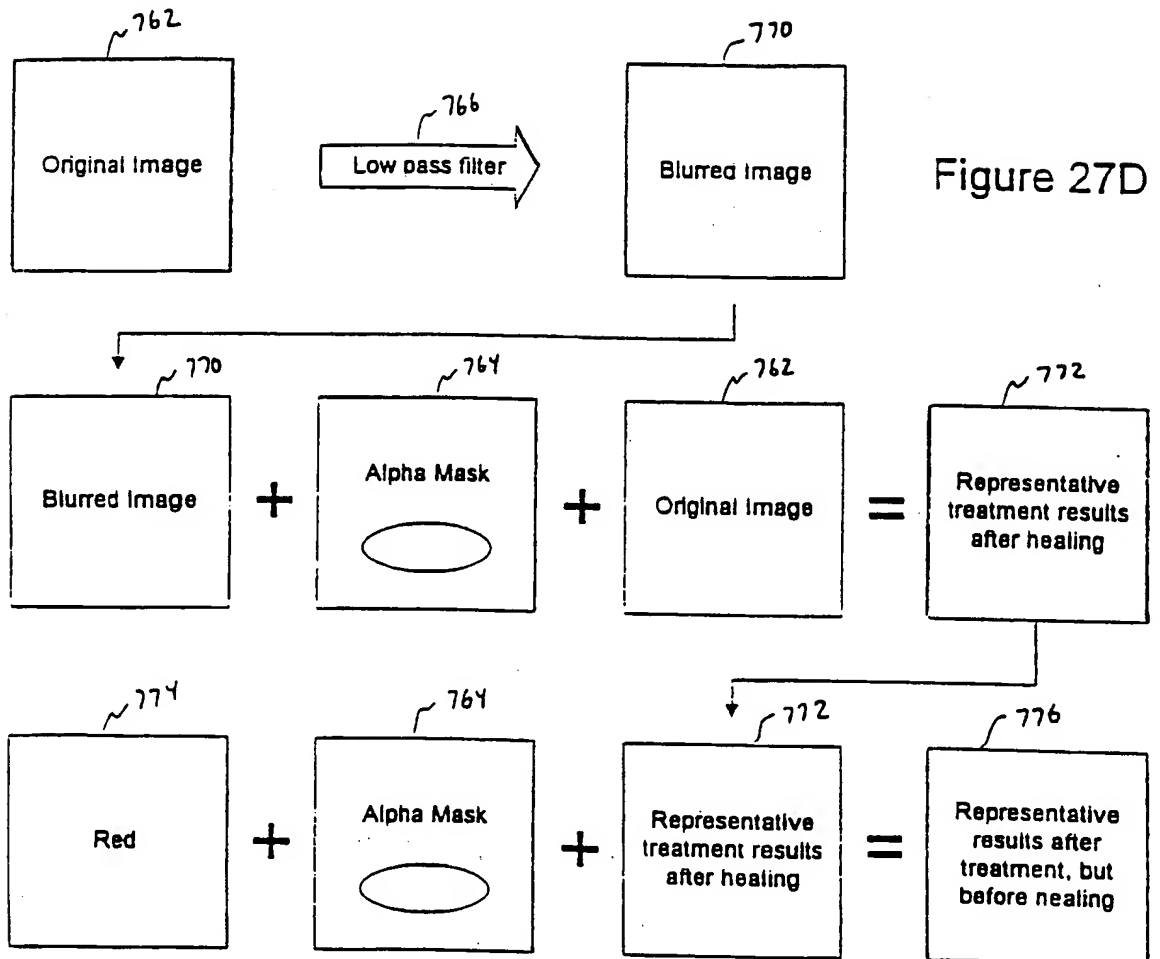 762
770
766
Original Image
Low pass filter
Blurred Image
Figure 27D
770
764
762
772
Blurred Image
+
Alpha Mask
+
Original Image
=
Representative
treatment results
after healing
774
764
772
776
Red
+
Alpha Mask
+
Representative
treatment results
after healing
=
Representative
results after
treatment, but
before nealing